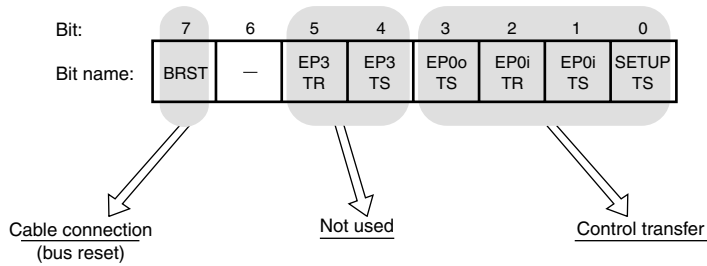 Bit: 7 6 5 4 3 2 1 0
Bit name: BRST — EP3 TR EP3 TS EP0o TS EP0i TR EP0i TS SETUP TS
Cable connection
(bus reset)
Not used
Control transfer